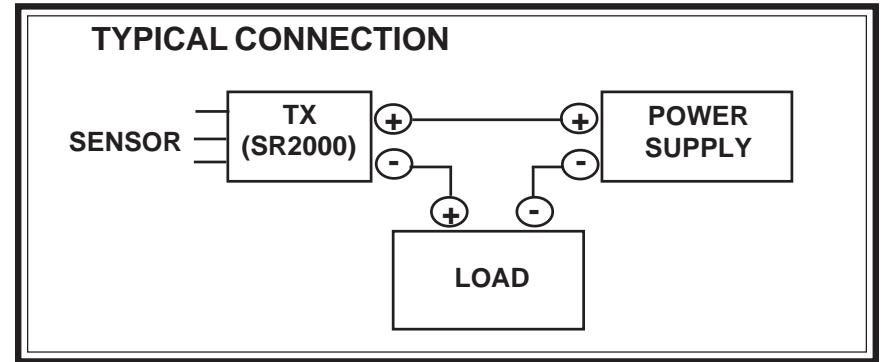 TYPICAL CONNECTION
SENSOR
TX
(SR2000)
+
-
+
-
POWER
SUPPLY
+
-
LOAD